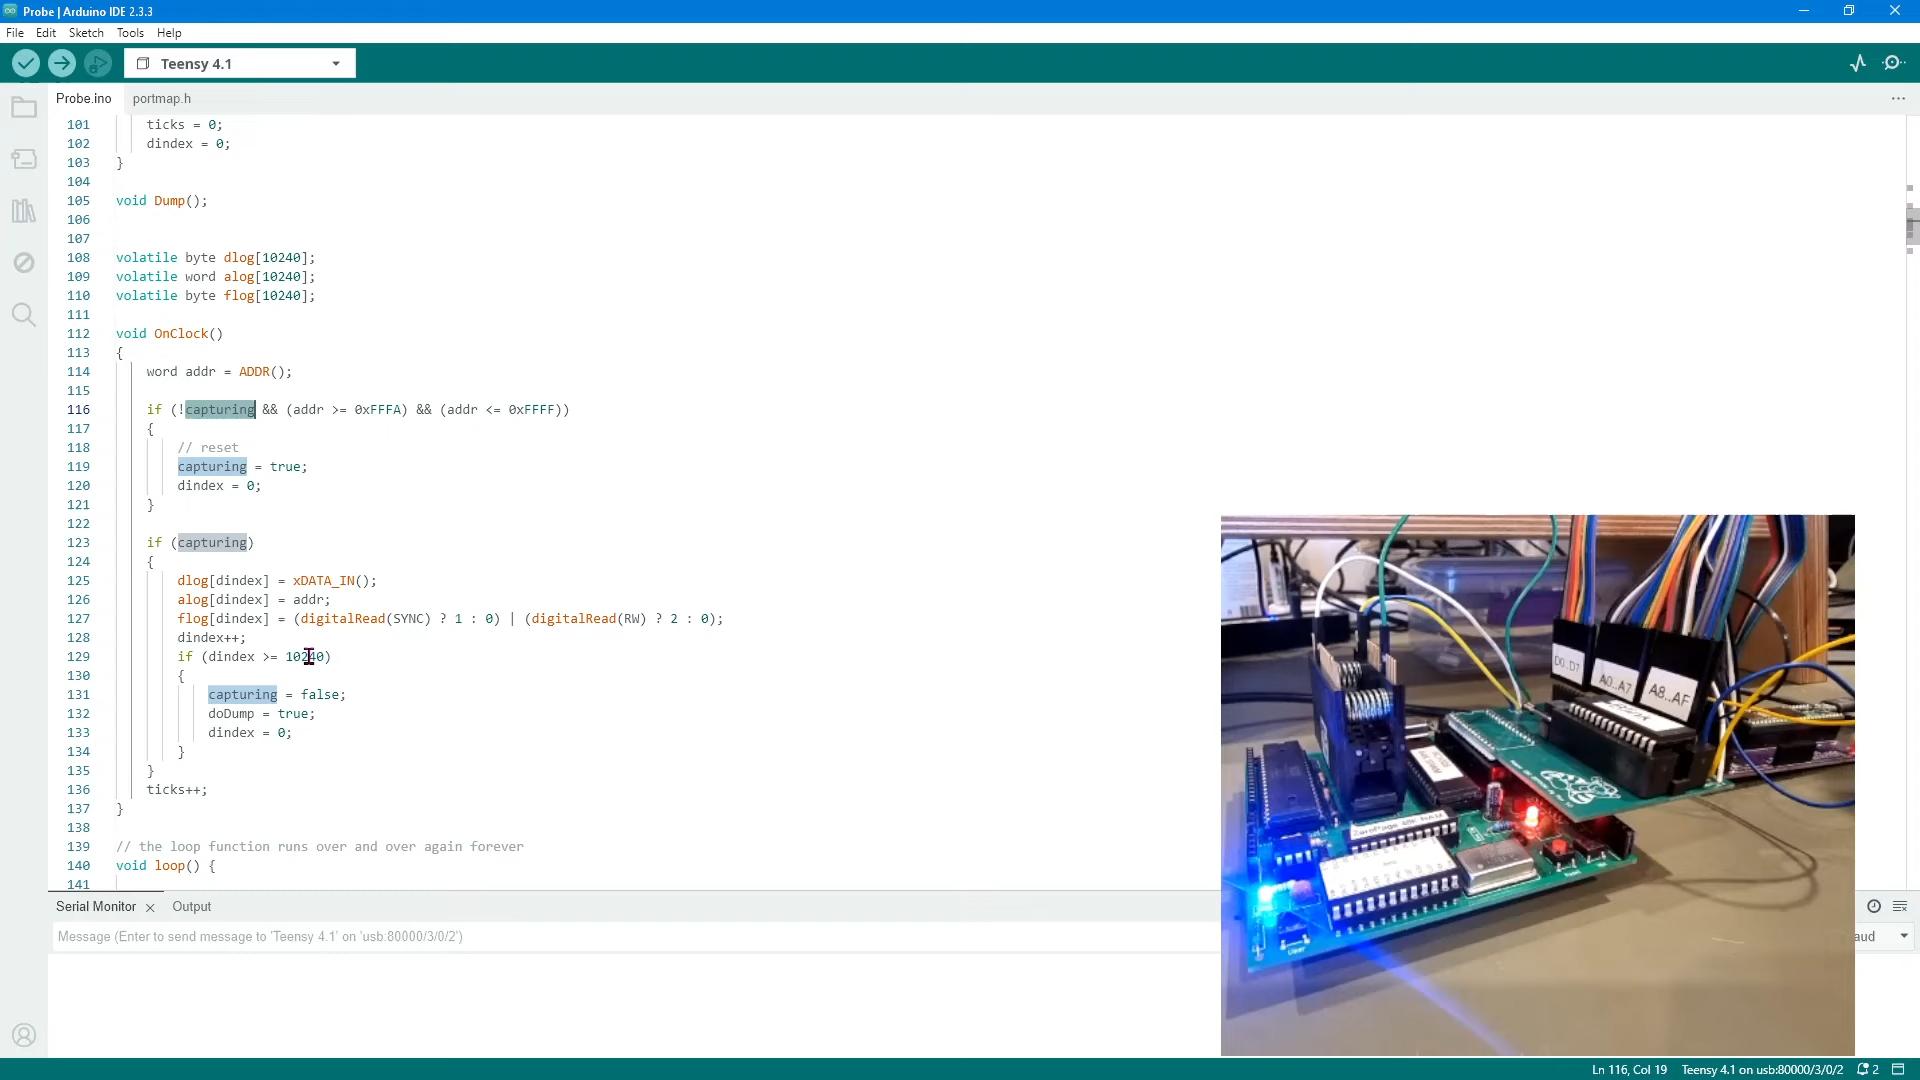 Probe | Arduino IDE 2.3.3
File Edit Sketch Tools Help
Teensy 4.1
Probe.ino portmap.h
101 ticks = 0;
102 dindex = 0;
103 }
104
105 void Dump();
106
107
108 volatile byte dlog[10240];
109 volatile word alog[10240];
110 volatile byte flog[10240];
111
112 void OnClock()
113 {
114 word addr = ADDR();
115
116 if (!capturing && (addr >= 0xFFFA) && (addr <= 0xFFFF))
117 {
118 // reset
119 capturing = true;
120 dindex = 0;
121 }
122
123 if (capturing)
124 {
125 dlog[dindex] = xDATA_IN();
126 alog[dindex] = addr;
127 flog[dindex] = (digitalRead(SYNC) ? 1 : 0) | (digitalRead(RW) ? 2 : 0);
128 dindex++;
129 if (dindex >= 10240)
130 {
131 capturing = false;
132 doDump = true;
133 dindex = 0;
134 }
135 }
136 ticks++;
137 }
138
139 // the loop function runs over and over again forever
140 void loop() {
141
D0..D7
A0..A7
A8..AF
Serial Monitor Output
Message (Enter to send message to 'Teensy 4.1' on 'usb:80000/3/0/2')
aud
Ln 116, Col 19 Teensy 4.1 on usb:80000/3/0/2 2